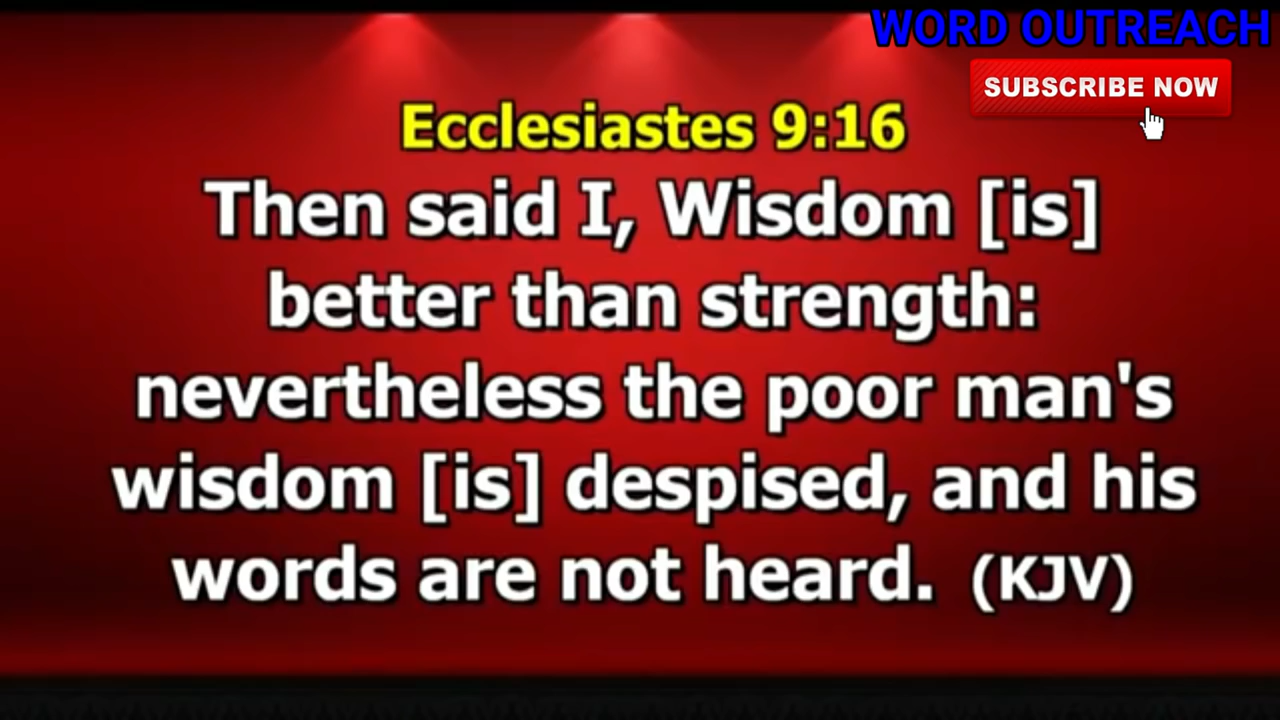 WORD OUTREACH
SUBSCRIBE NOW
Ecclesiastes 9:16
Then said I, Wisdom [is]
better than strength:
nevertheless the poor man's
wisdom [is] despised, and his
words are not heard. (KJV)